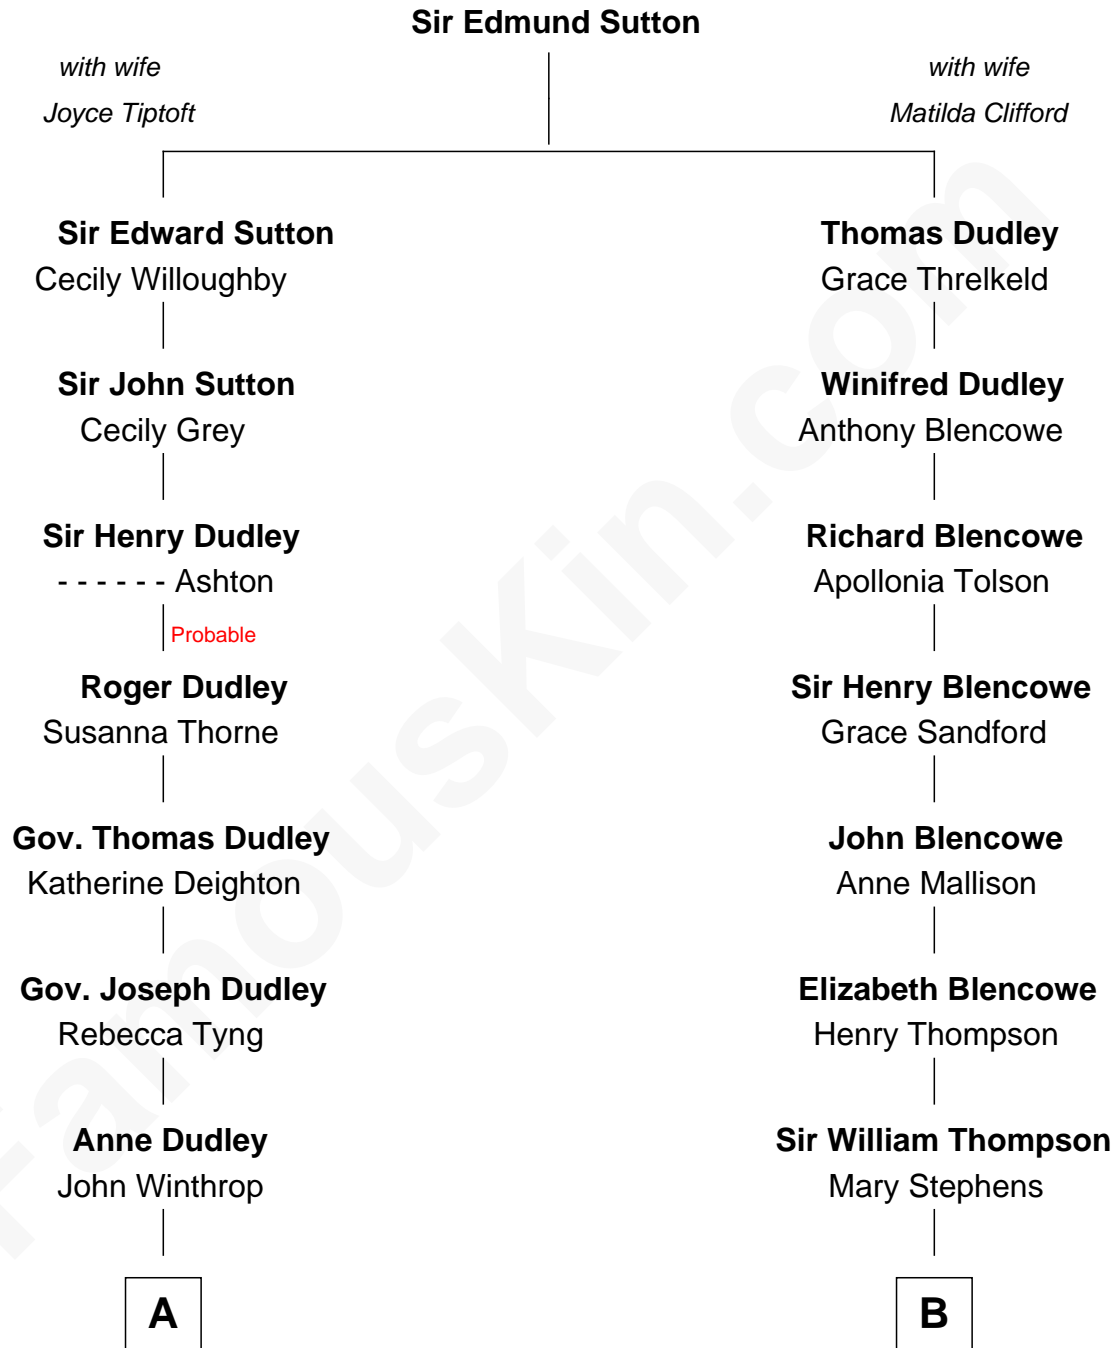 Sir Edmund Sutton
with wife
Joyce Tiptoft
with wife
Matilda Clifford
Sir Edward Sutton
Cecily Willoughby
Thomas Dudley
Grace Threlkeld
Sir John Sutton
Cecily Grey
Winifred Dudley
Anthony Blencowe
Sir Henry Dudley
- - - - - - Ashton
Probable
Richard Blencowe
Apollonia Tolson
Roger Dudley
Susanna Thorne
Sir Henry Blencowe
Grace Sandford
Gov. Thomas Dudley
Katherine Deighton
John Blencowe
Anne Mallison
Gov. Joseph Dudley
Rebecca Tyng
Elizabeth Blencowe
Henry Thompson
Anne Dudley
John Winthrop
Sir William Thompson
Mary Stephens
A
B
FamousKin.com